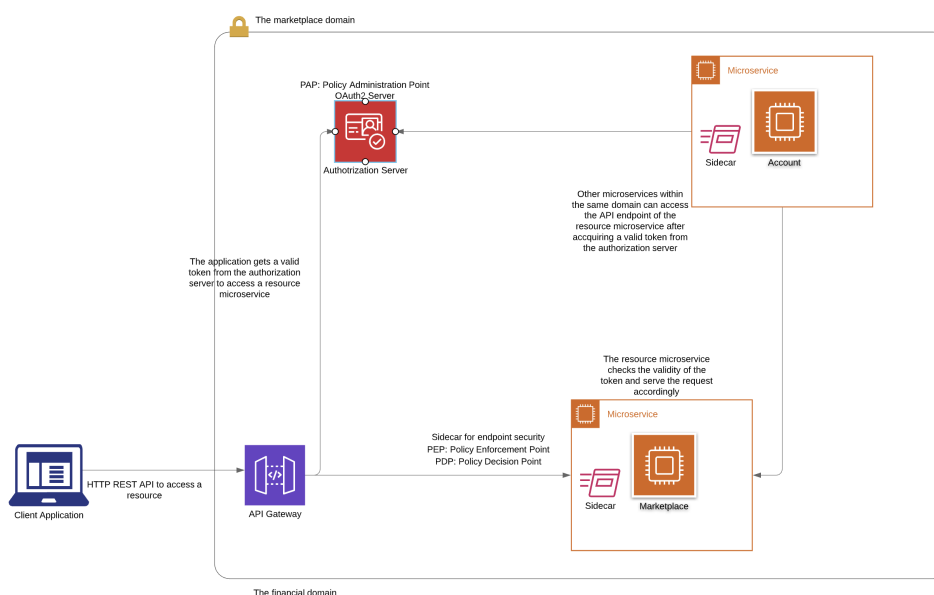 The marketplace domain
PAP: Policy Administration Point
OAuth2 Server
Authotrization Server
Microservice
Sidecar
Account
Other microservices within
the same domain can access
the API endpoint of the
resource microservice after
accquiring a valid token from
the authorization server
The application gets a valid
token from the authorization
server to access a resource
microservice
The resource microservice
checks the validity of the
token and serve the request
accordingly
Microservice
Sidecar
Marketplace
Sidecar for endpoint security
PEP: Policy Enforcement Point
PDP: Policy Decision Point
HTTP REST API to access a
resource
Client Application
API Gateway
The financial domain